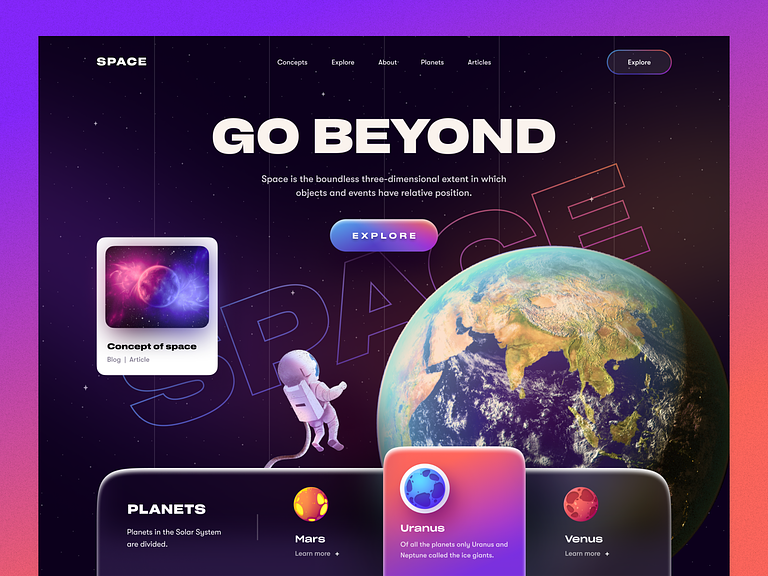 SPACE
Concepts Explore About Planets Articles
Explore
GO BEYOND
Space is the boundless three-dimensional extent in which
objects and events have relative position.
EXPLORE
SPACE
Concept of space
Blog | Article
PLANETS
Planets in the Solar System
are divided.
Mars
Learn more
Uranus
Of all the planets only Uranus and
Neptune called the ice giants.
Venus
Learn more